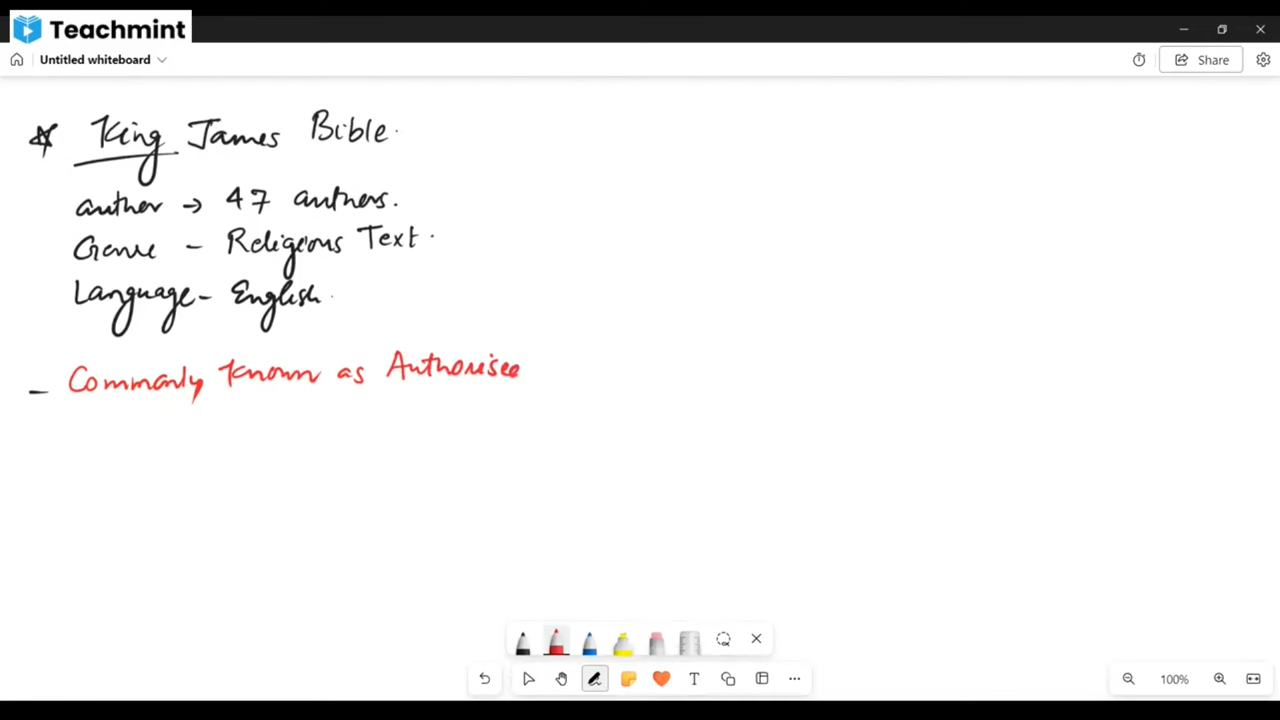 Teachmint
Untitled whiteboard
Share
King James Bible.
author → 47 authors.
Genre - Religious Text.
Language - English.
- Commonly known as Authorise
T
100%